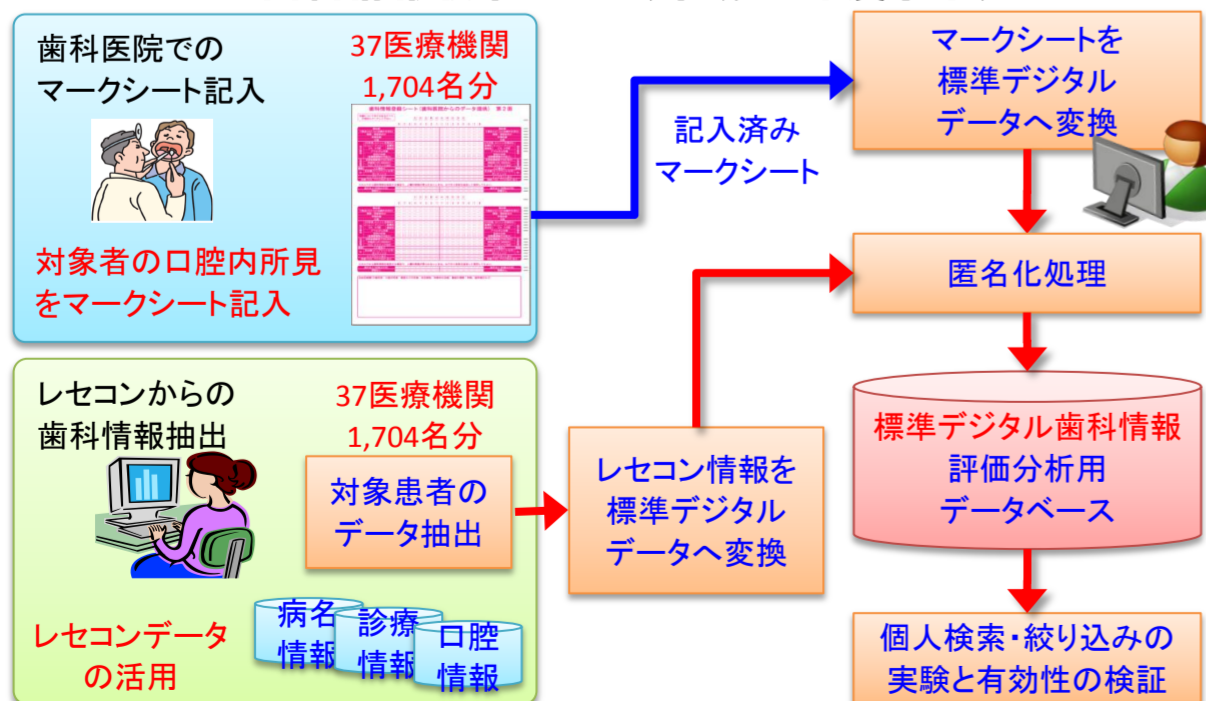 歯科医院での
マークシート記入
37医療機関
1,704名分
対象者の口腔内所見
をマークシート記入
記入済み
マークシート
マークシートを
標準デジタル
データへ変換
匿名化処理
レセコンからの
歯科情報抽出
37医療機関
1,704名分
対象患者の
データ抽出
レセコンデータ
の活用
病名
情報
診療
情報
口腔
情報
レセコン情報を
標準デジタル
データへ変換
標準デジタル歯科情報
評価分析用
データベース
個人検索・絞り込みの
実験と有効性の検証